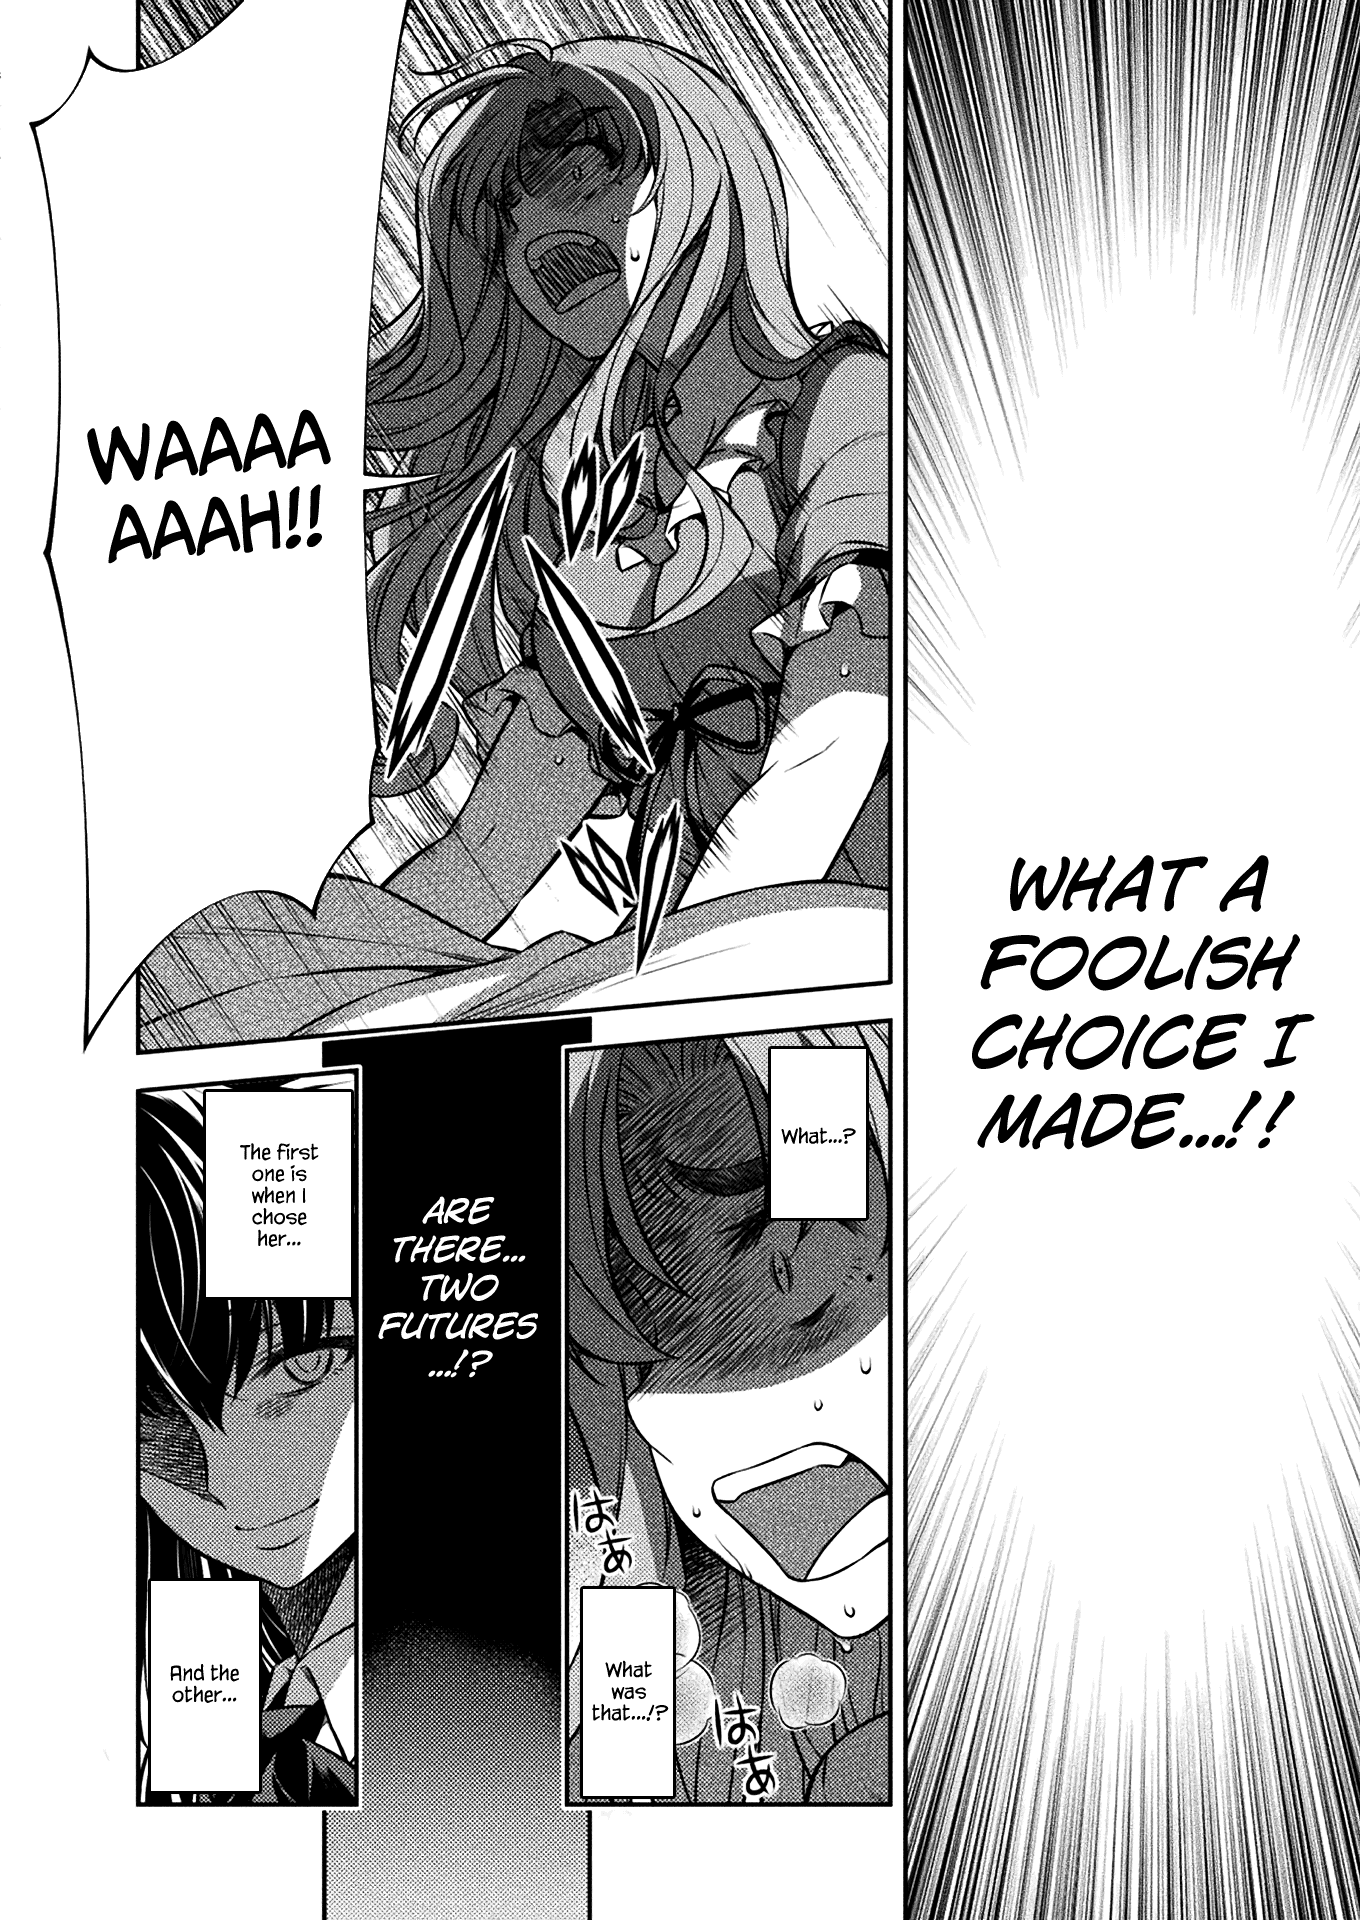 WHAT A
FOOLISH
CHOICE I
MADE...!!
WAAAA
AAAH!!
What...?
はぁ
What
was
that...!?
はぁ
ARE
THERE...
TWO
FUTURES
...!?
The first
one is
when I
chose
her...
And the
other...